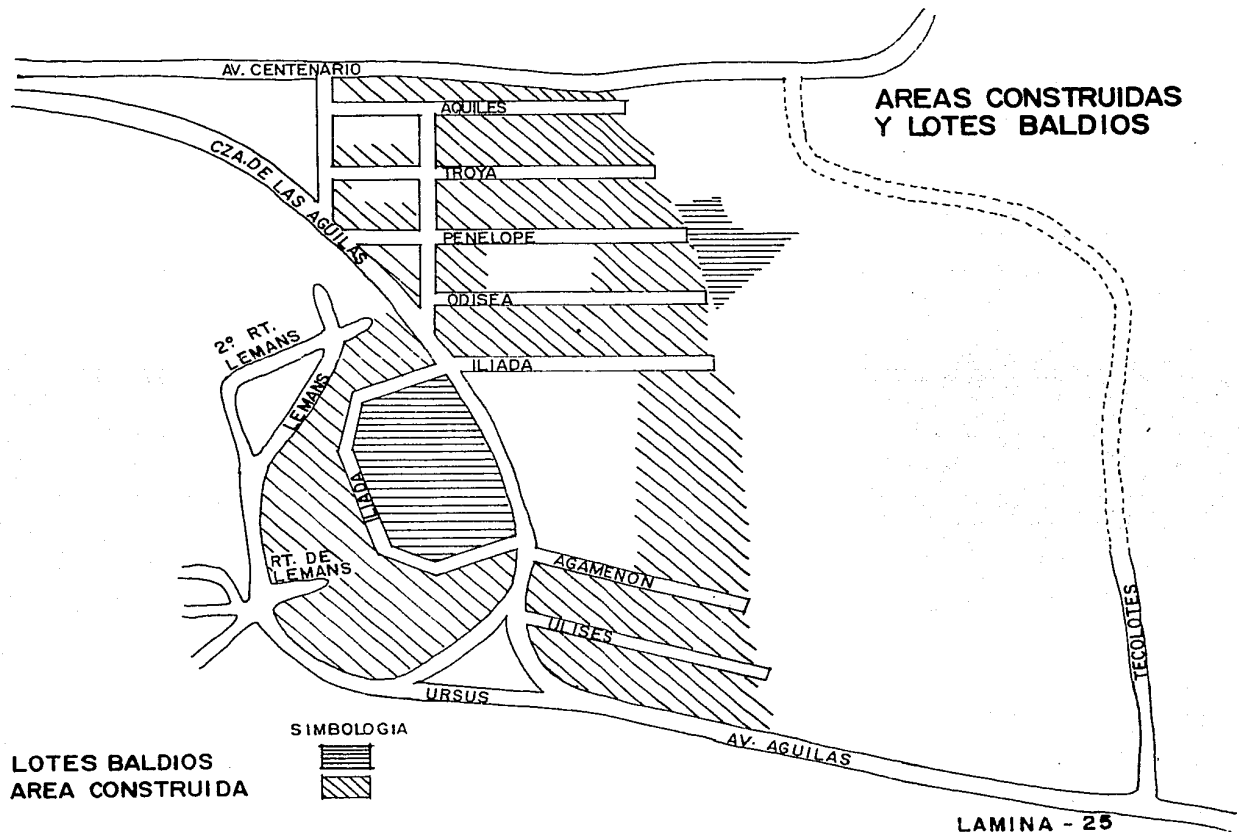 AV. CENTENARIO
AREAS CONSTRUIDAS
Y LOTES BALDIOS
AQUILES
CZA. DE LAS AGUILAS
TROYA
PENELOPE
ODISEA
2º RT.
LEMANS
ILIADA
LEMANS
ILIADA
RT. DE
LEMANS
AGAMENON
ULISES
TECOLOTES
URSUS
AV. AGUILAS
SIMBOLOGIA
LOTES BALDIOS
AREA CONSTRUIDA
LAMINA - 25